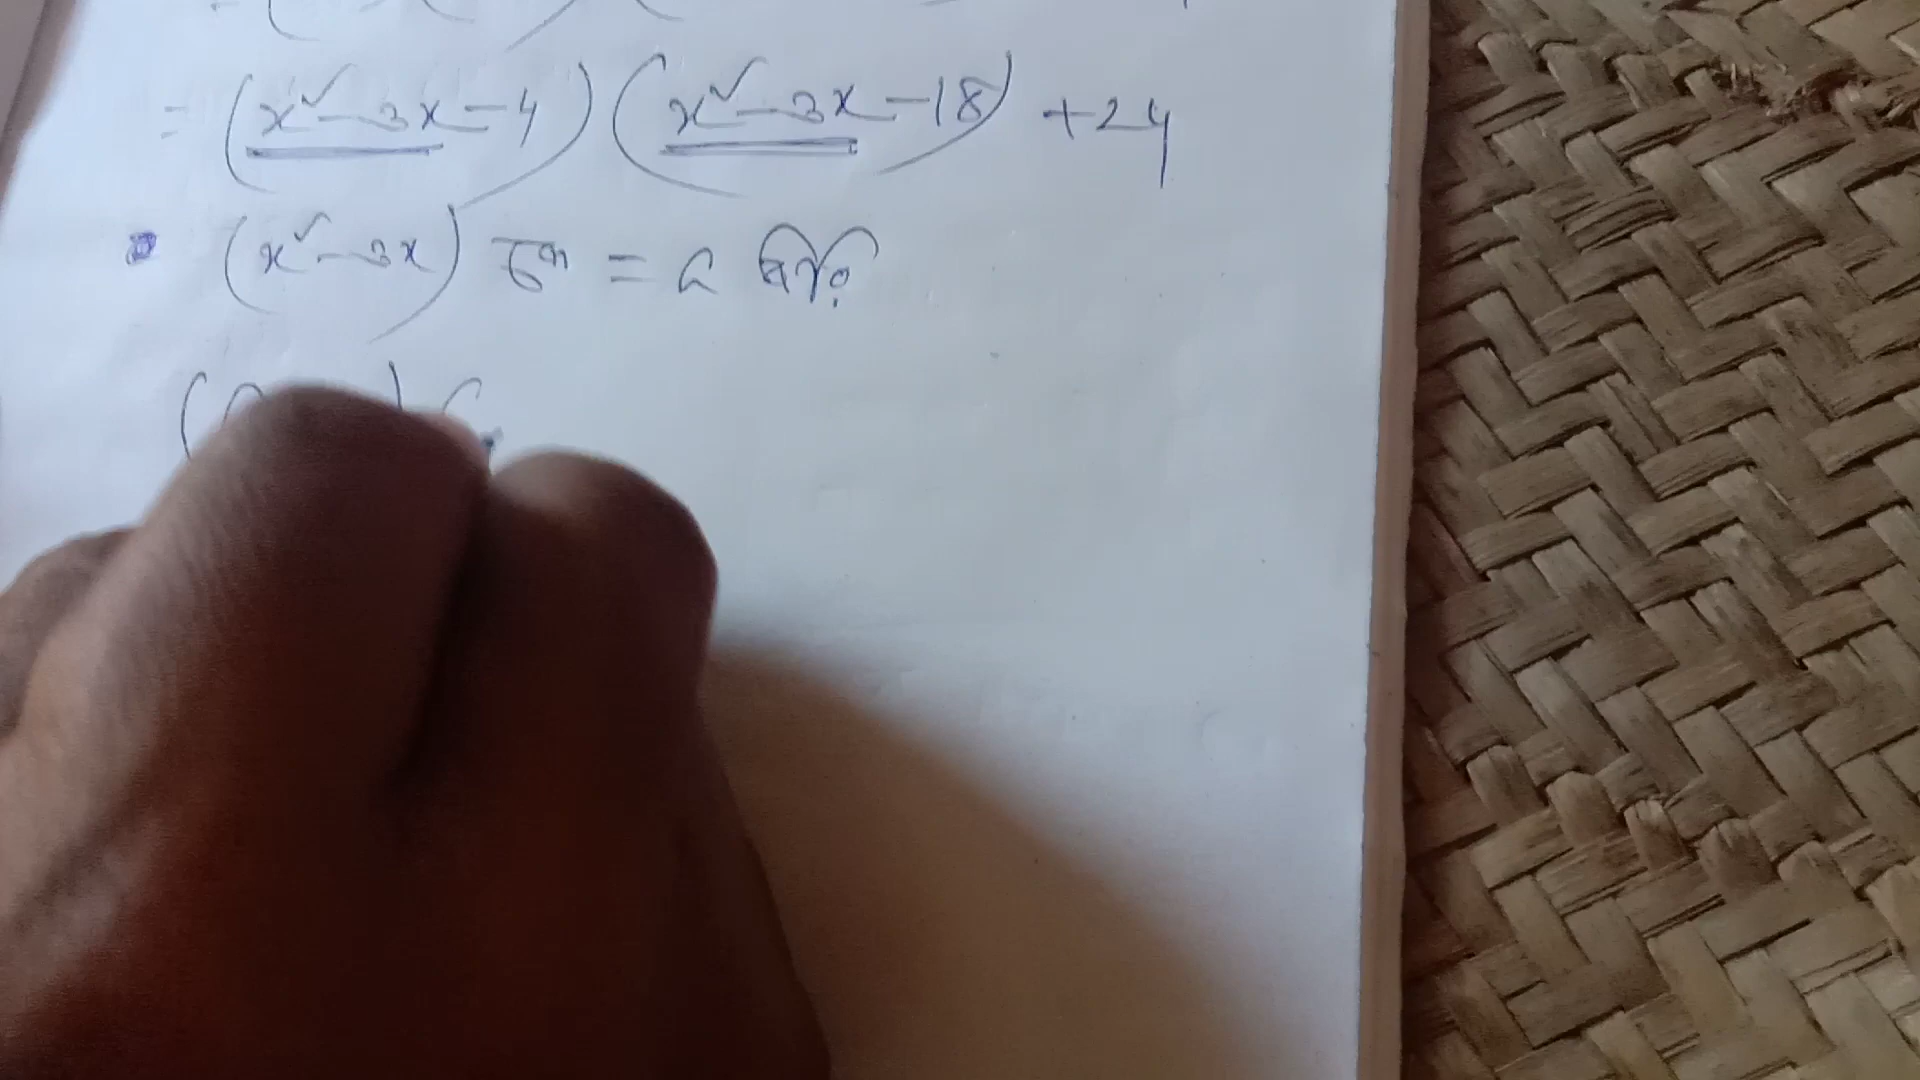 = (x² - 3x - 4) (x² - 3x - 18) + 24
(x² - 3x) = a ধরি